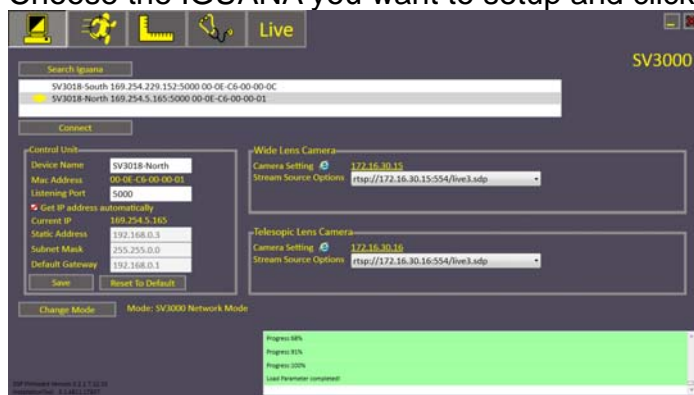 Choose the IGUANA you want to setup and click
Live
SV3000
Search Iguana
SV3018-South 169.254.229.152:5000 00-0E-C6-00-00-0C
SV3018-North 169.254.5.165:5000 00-0E-C6-00-00-01
Connect
Control Unit
Device Name SV3018-North
Mac Address 00-0E-C6-00-00-01
Listening Port 5000
Get IP address automatically
Current IP 169.254.5.165
Static Address 192.168.0.3
Subnet Mask 255.255.0.0
Default Gateway 192.168.0.1
Save Reset To Default
Wide Lens Camera
Camera Setting 172.16.30.15
Stream Source Options rtsp://172.16.30.15:554/live3.sdp
Telesopic Lens Camera
Camera Setting 172.16.30.16
Stream Source Options rtsp://172.16.30.16:554/live3.sdp
Change Mode Mode: SV3000 Network Mode
Progress 68%
Progress 91%
Progress 100%
Load Parameter completed!